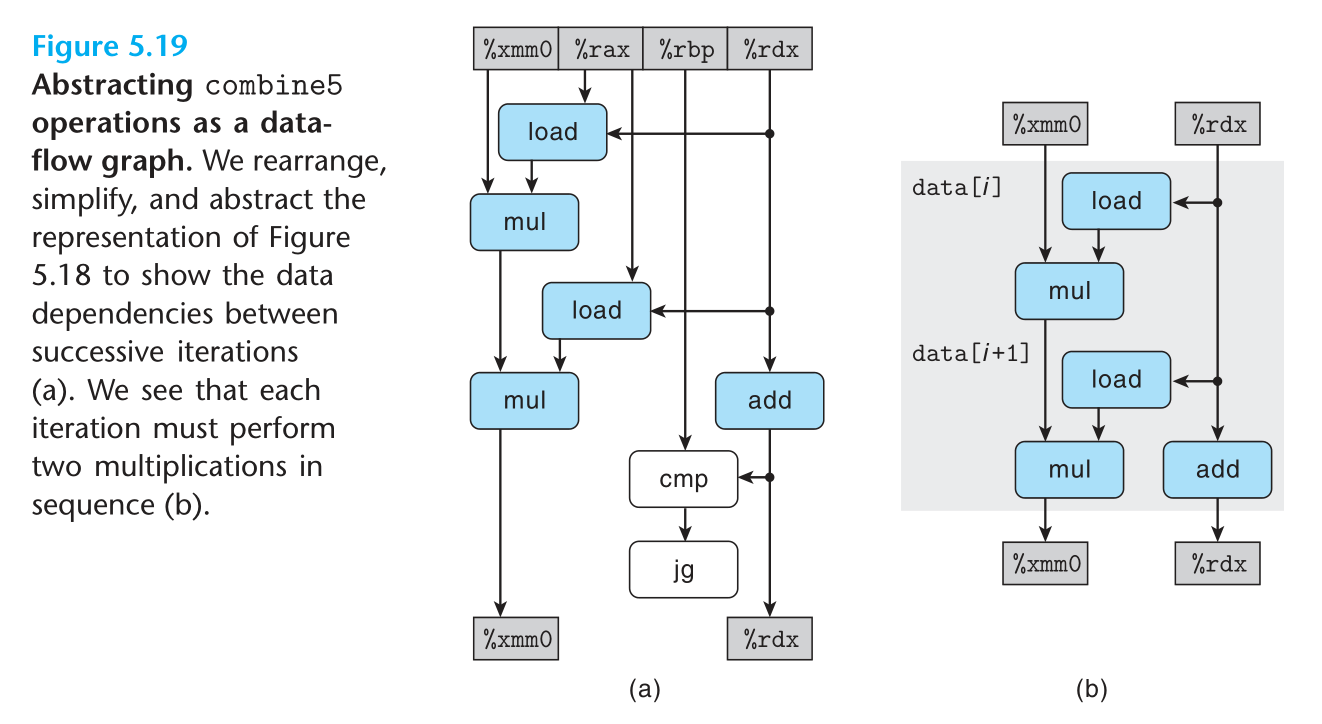 Figure 5.19
Abstracting combine5
operations as a data-
flow graph. We rearrange,
simplify, and abstract the
representation of Figure
5.18 to show the data
dependencies between
successive iterations
(a). We see that each
iteration must perform
two multiplications in
sequence (b).
%xmm0 %rax %rbp %rdx
load
mul
load
mul add
cmp
jg
%xmm0 %rdx
(a)
%xmm0 %rdx
data[i] load
mul
data[i+1] load
mul add
%xmm0 %rdx
(b)